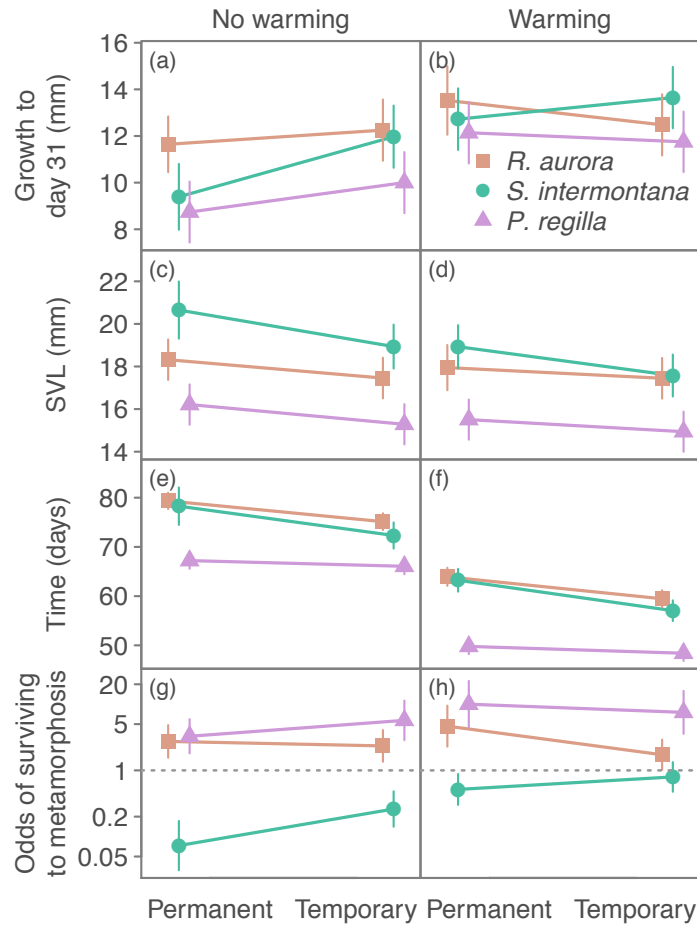 No warming
Warming
Growth to
day 31 (mm)
16
14
12
10
8
(a)
(b)
R. aurora
S. intermontana
P. regilla
SVL (mm)
22
20
18
16
14
(c)
(d)
Time (days)
80
70
60
50
(e)
(f)
Odds of surviving
to metamorphosis
20
5
1
0.2
0.05
(g)
(h)
Permanent
Temporary
Permanent
Temporary